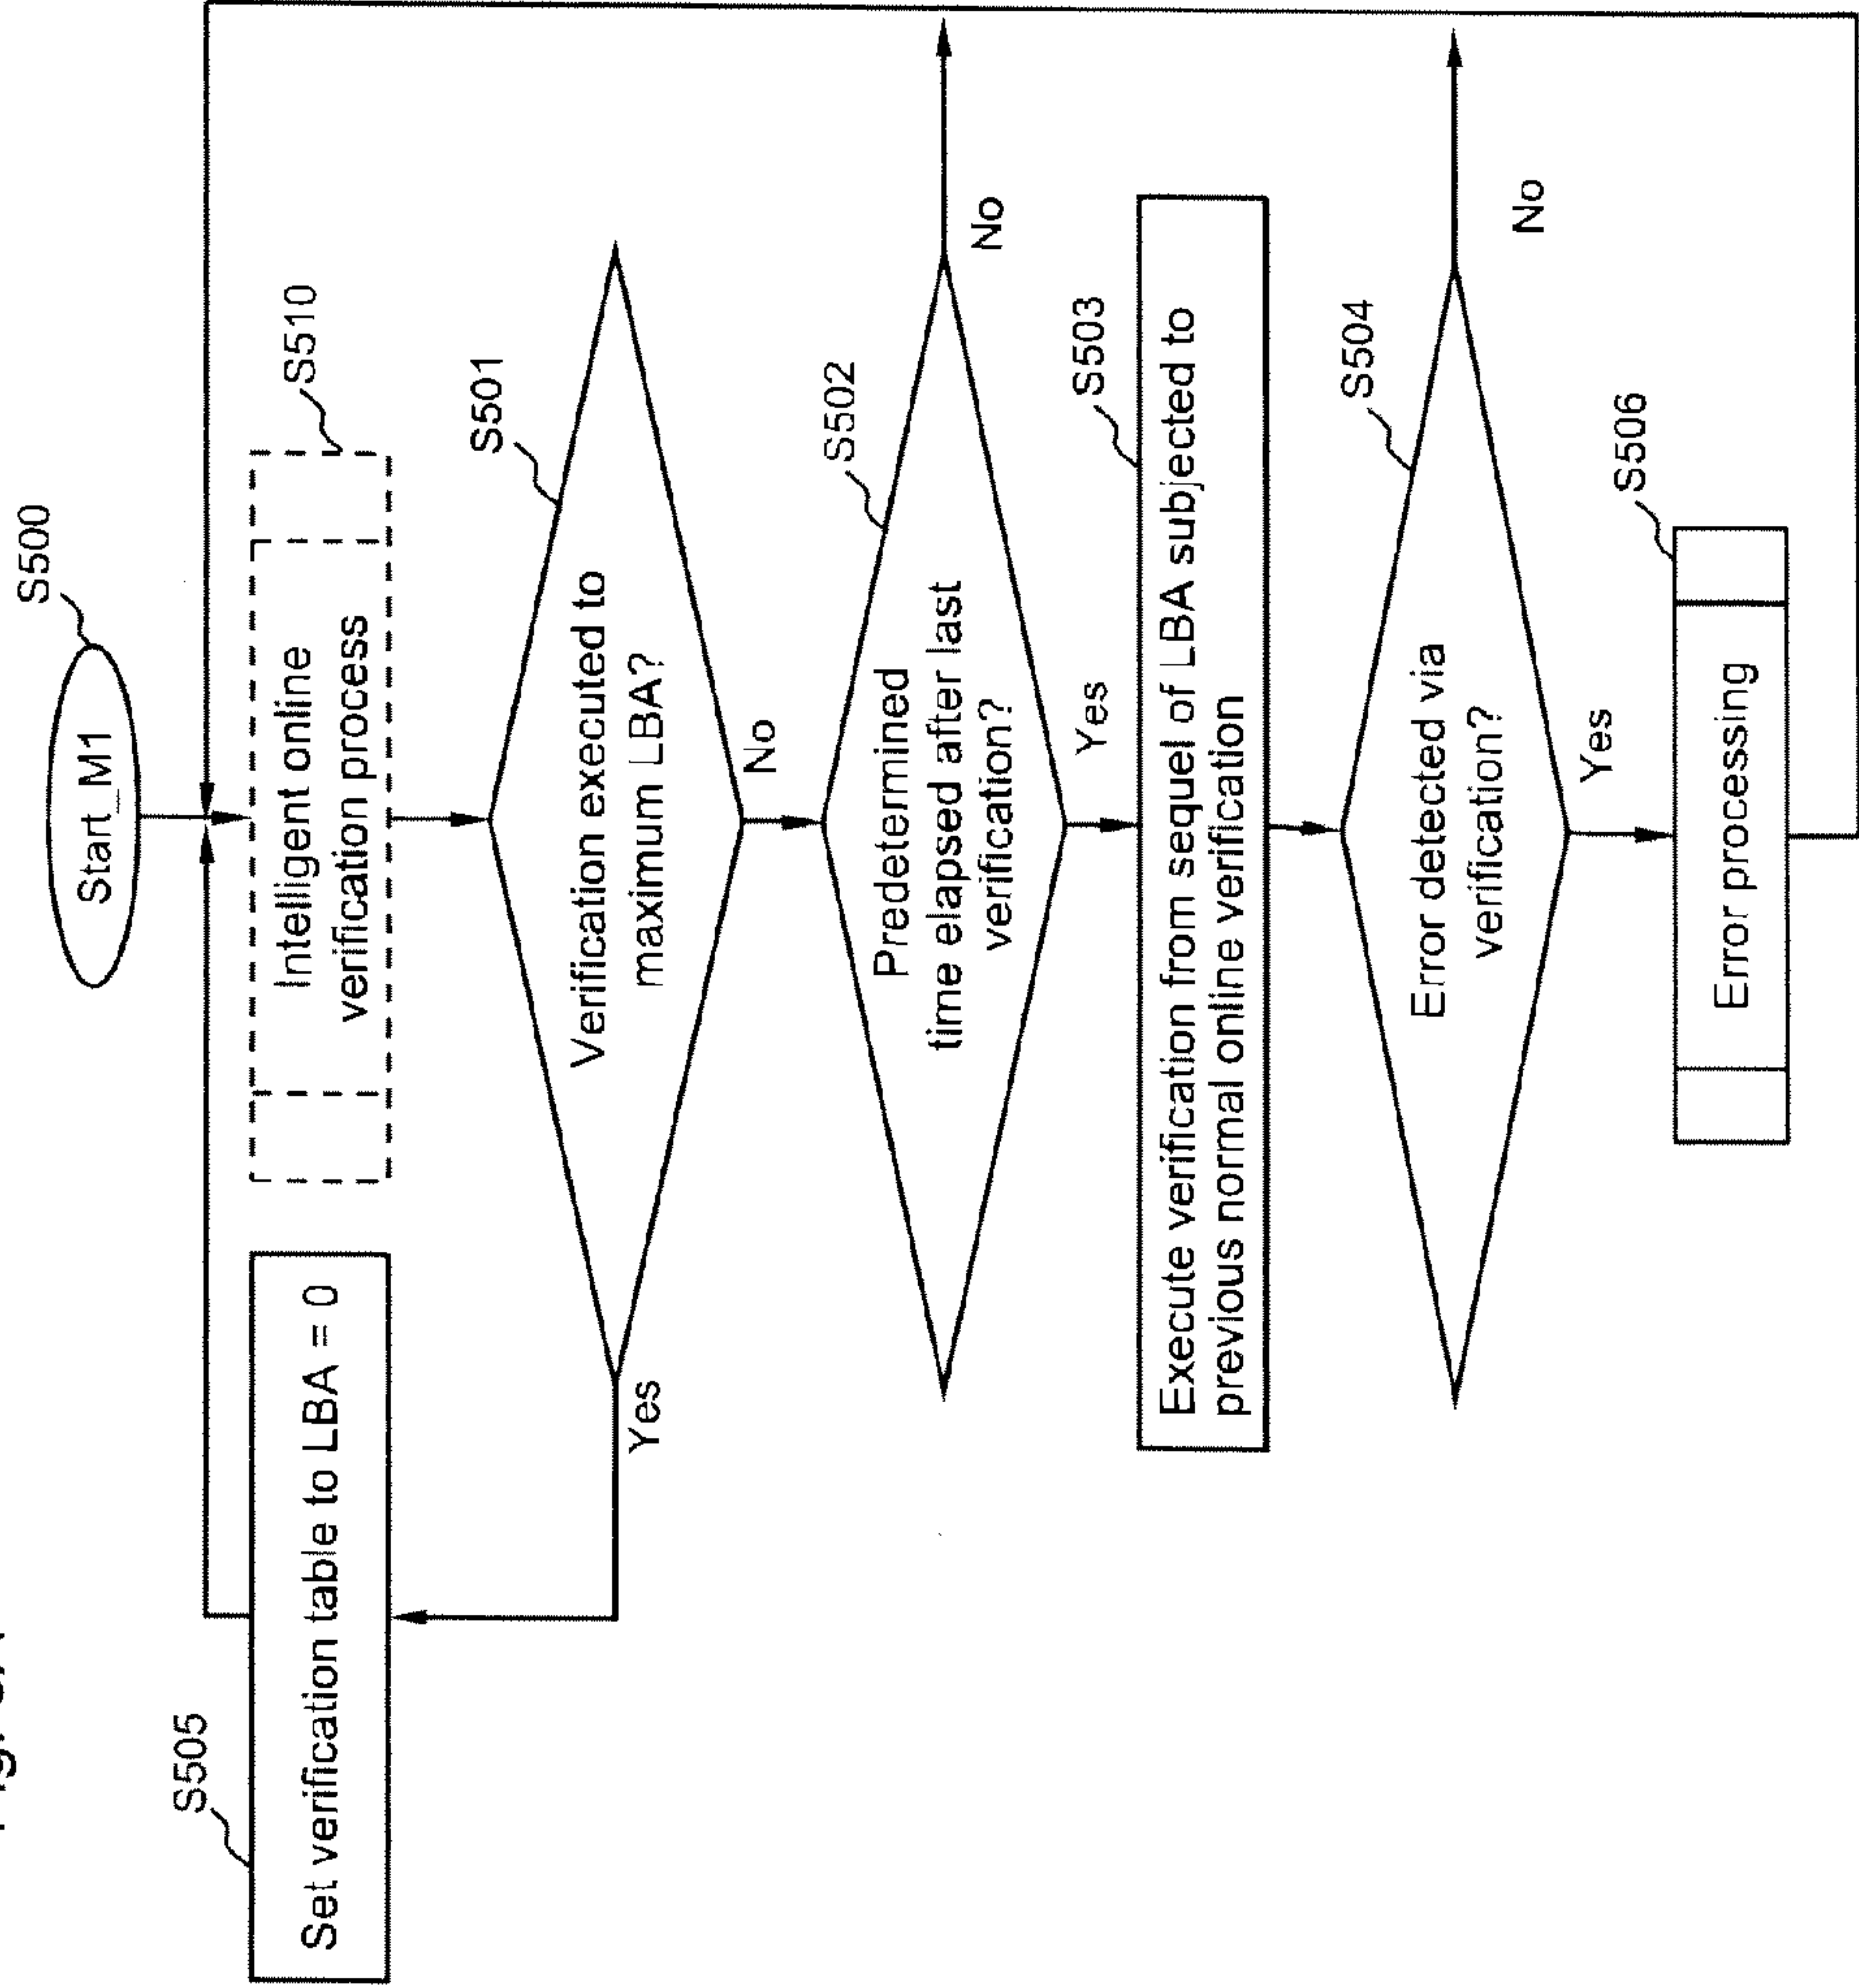 S500
Start_M1
S510
Intelligent online
verification process
S505
Set verification table to LBA = 0
S501
Verification executed to
maximum LBA?
Yes
No
S502
Predetermined
time elapsed after last
verification?
No
Yes
S503
Execute verification from sequel of LBA subjected to
previous normal online verification
S504
Error detected via
verification?
No
Yes
S506
Error processing